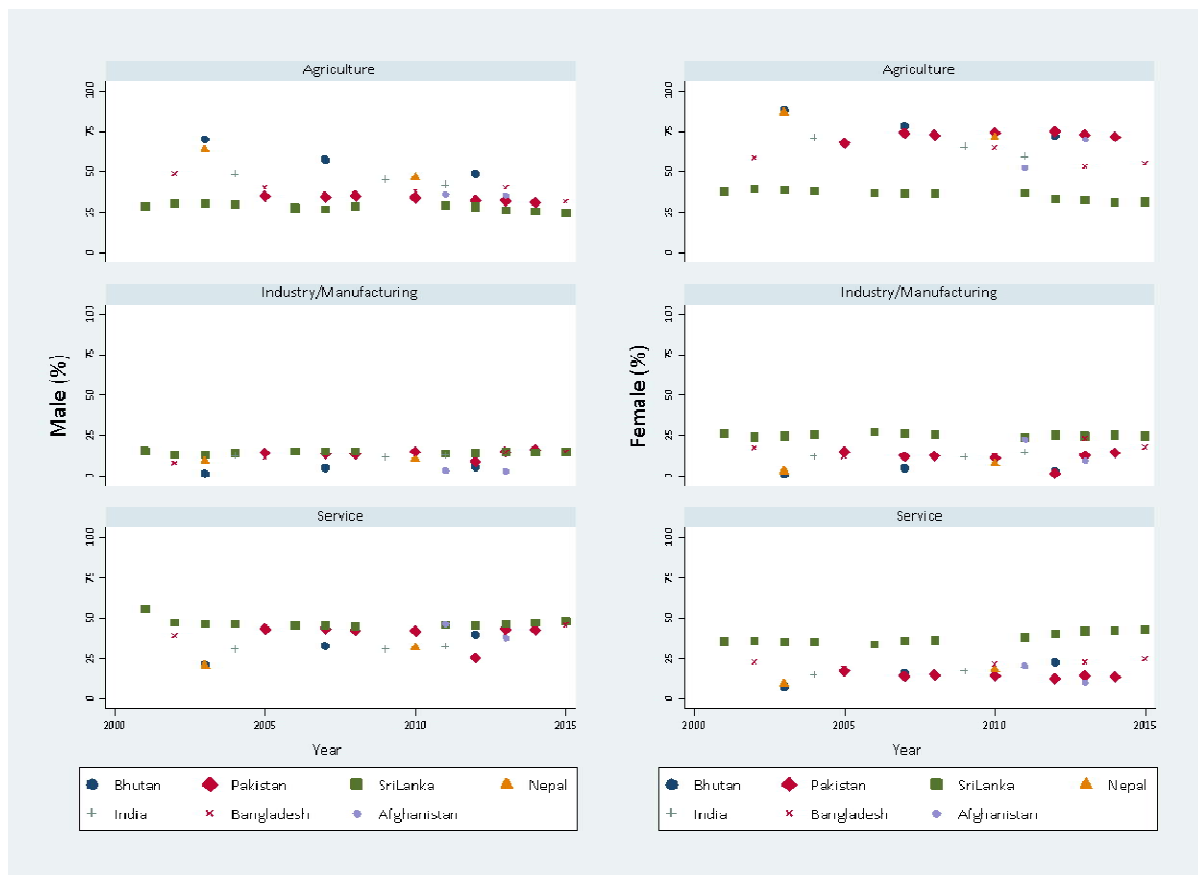 Agriculture
100
75
50
25
0
Industry/Manufacturing
100
75
50
25
0
Male (%)
Service
100
75
50
25
0
2000 2005 2010 2015
Year
Bhutan Pakistan SriLanka Nepal
India Bangladesh Afghanistan
Agriculture
100
75
50
25
0
Industry/Manufacturing
100
75
50
25
0
Female (%)
Service
100
75
50
25
0
2000 2005 2010 2015
Year
Bhutan Pakistan SriLanka Nepal
India Bangladesh Afghanistan